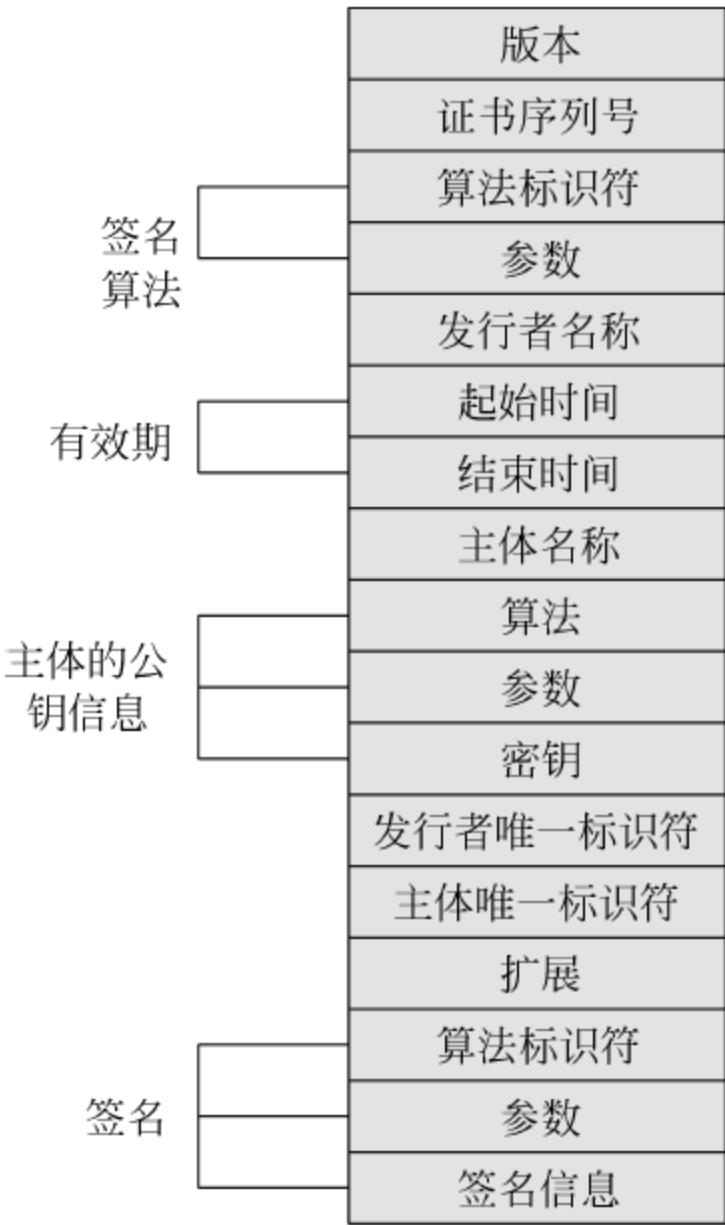 版本
证书序列号
签名
算法
算法标识符
参数
发行者名称
有效期
起始时间
结束时间
主体名称
主体的公
钥信息
算法
参数
密钥
发行者唯一标识符
主体唯一标识符
扩展
签名
算法标识符
参数
签名信息